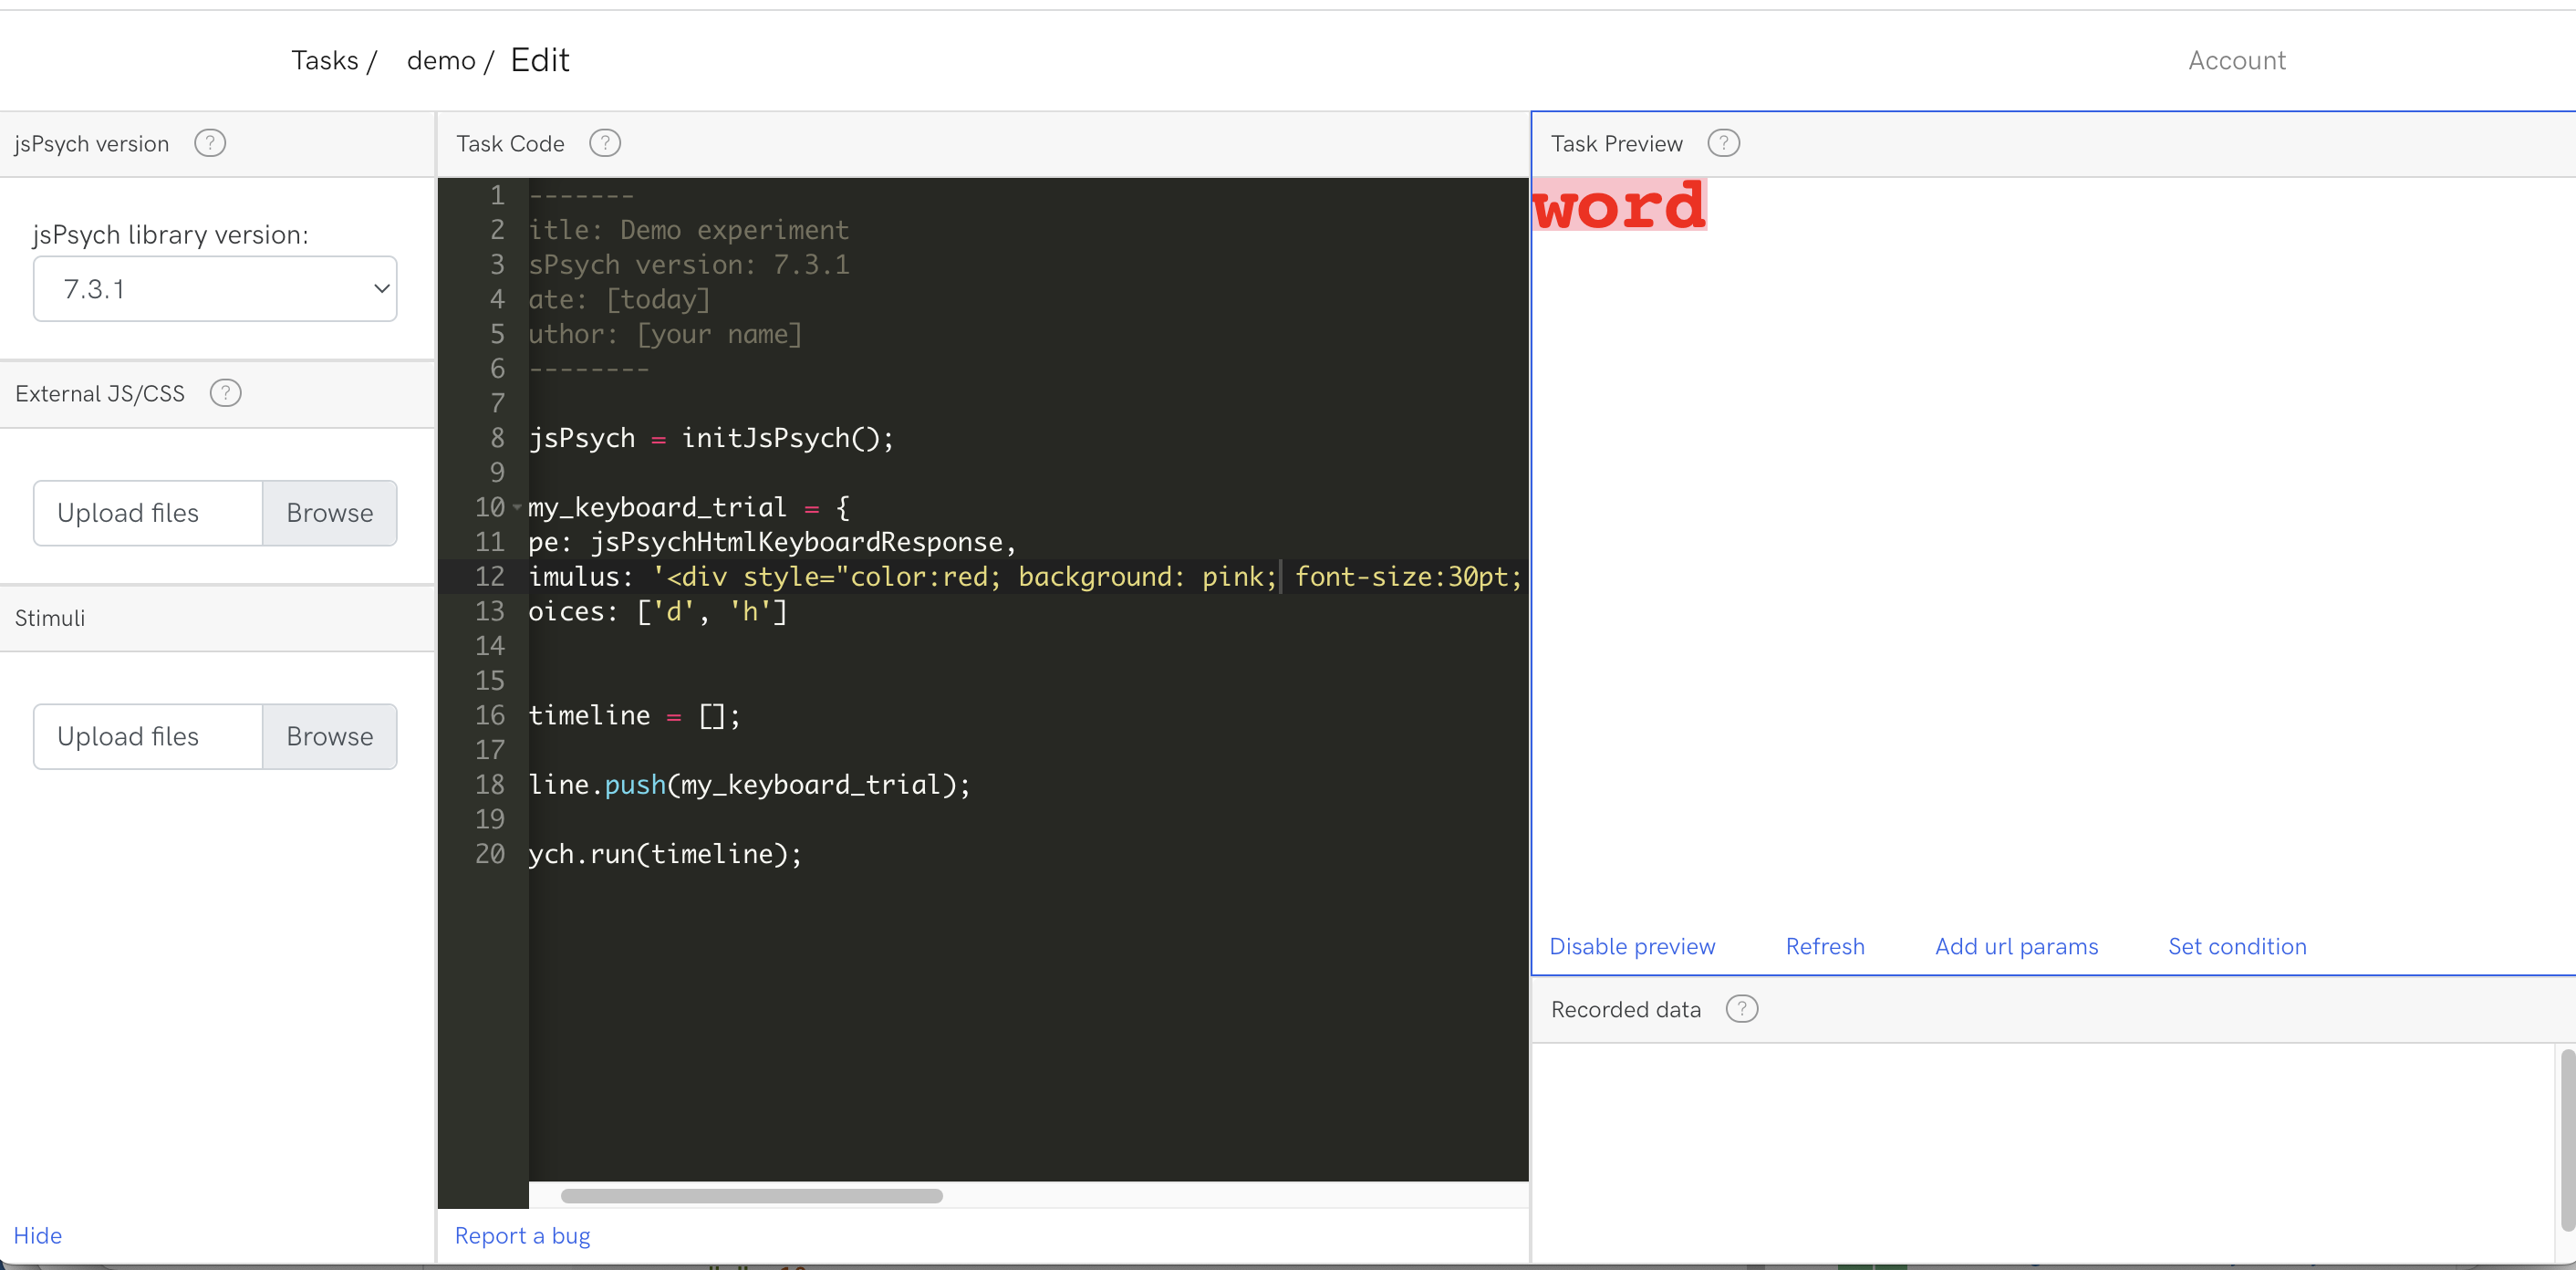 Tasks / demo / Edit
Account
jsPsych version ?
jsPsych library version:
7.3.1
External JS/CSS ?
Upload files Browse
Stimuli
Upload files Browse
Hide
Task Code ?
1 -------
2 itle: Demo experiment
3 sPsych version: 7.3.1
4 ate: [today]
5 uthor: [your name]
6 --------
7
8 jsPsych = initJsPsych();
9
10 my_keyboard_trial = {
11 pe: jsPsychHtmlKeyboardResponse,
12 imulus: '<div style="color:red; background: pink; font-size:30pt;
13 oices: ['d', 'h']
14
15
16 timeline = [];
17
18 line.push(my_keyboard_trial);
19
20 ych.run(timeline);
Report a bug
Task Preview ?
word
Disable preview Refresh Add url params Set condition
Recorded data ?